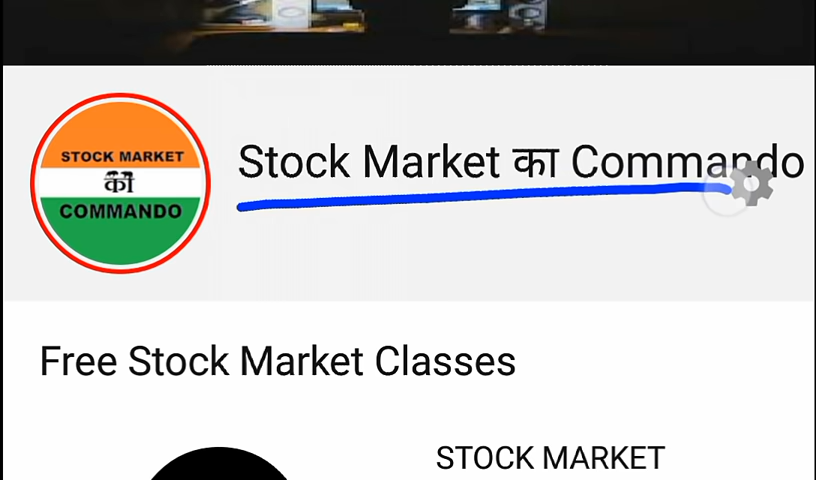 STOCK MARKET
का
COMMANDO
Stock Market का Commando
Free Stock Market Classes
STOCK MARKET